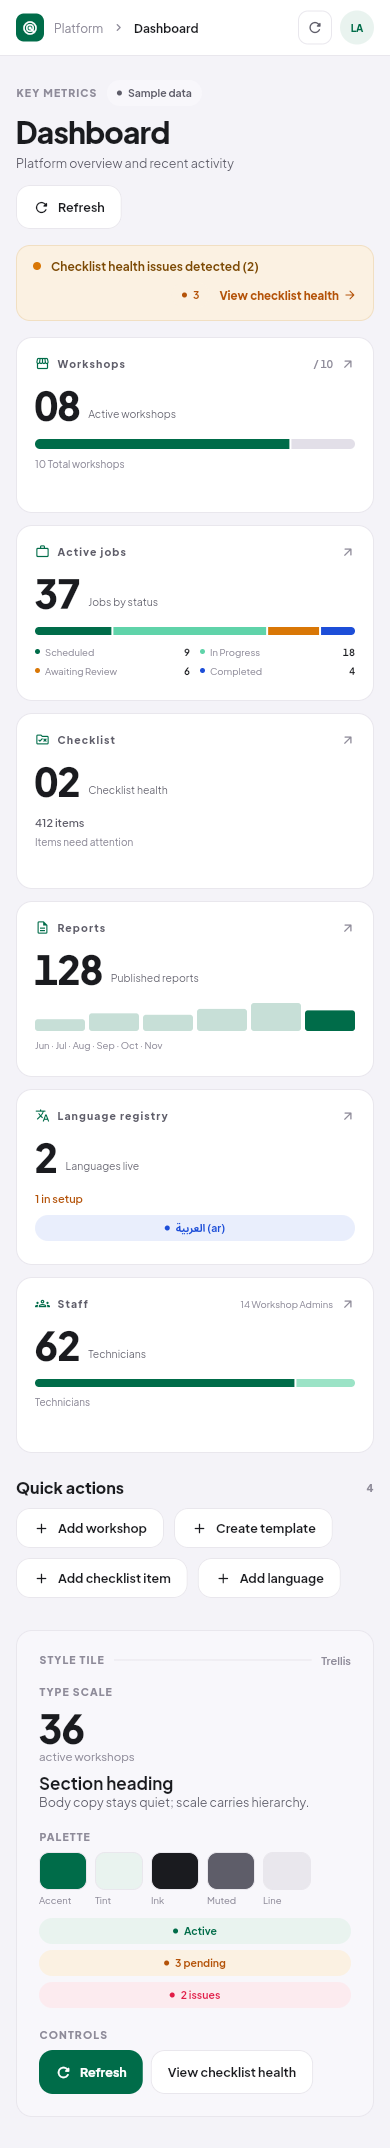 Platform > Dashboard LA
KEY METRICS Sample data
Dashboard
Platform overview and recent activity
Refresh
Checklist health issues detected (2)
3 View checklist health →
Workshops / 10
08 Active workshops
10 Total workshops
Active jobs
37 Jobs by status
Scheduled 9 In Progress 18
Awaiting Review 6 Completed 4
Checklist
02 Checklist health
412 items
Items need attention
Reports
128 Published reports
Jun · Jul · Aug · Sep · Oct · Nov
Language registry
2 Languages live
1 in setup
العربية (ar)
Staff 14 Workshop Admins
62 Technicians
Technicians
Quick actions 4
+ Add workshop + Create template
+ Add checklist item + Add language
STYLE TILE Trellis
TYPE SCALE
36
active workshops
Section heading
Body copy stays quiet; scale carries hierarchy.
PALETTE
Accent Tint Ink Muted Line
Active
3 pending
2 issues
CONTROLS
Refresh View checklist health